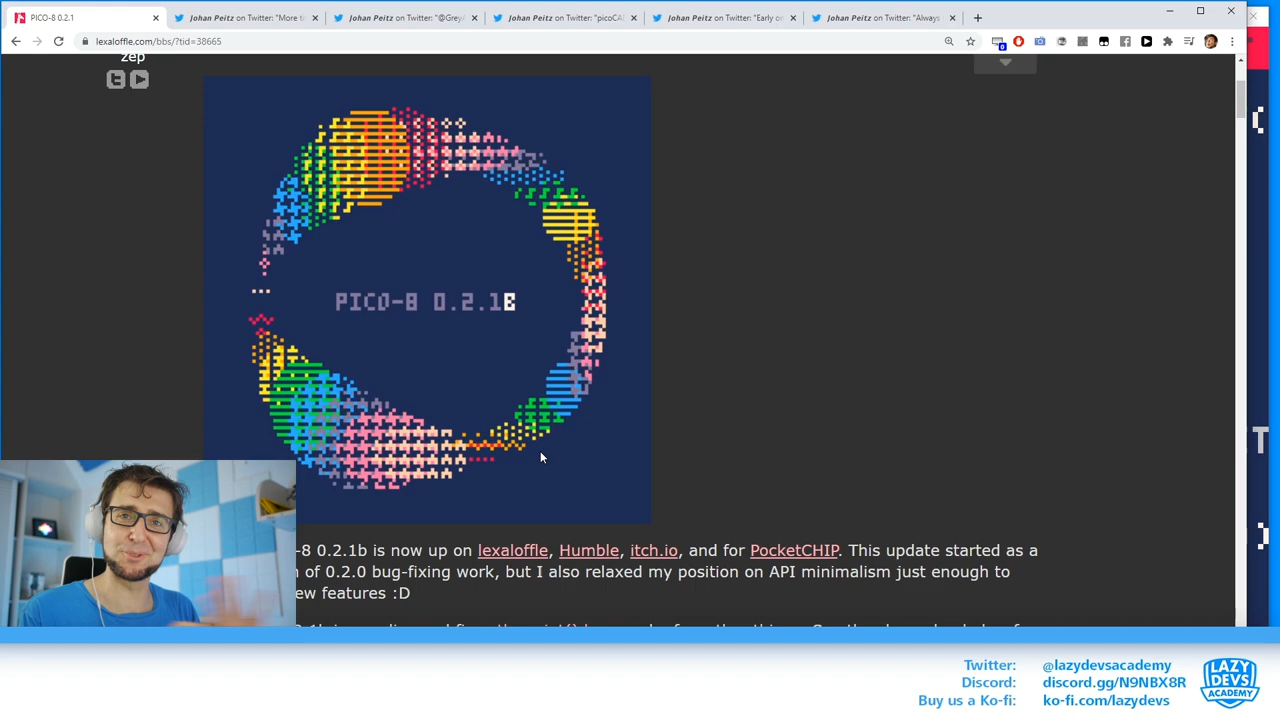 PICO-8 0.2.1
Johan Peitz on Twitter: "More t
Johan Peitz on Twitter: "@Grey
Johan Peitz on Twitter: "picoCA
Johan Peitz on Twitter: "Early on
Johan Peitz on Twitter: "Always
lexaloffle.com/bbs/?tid=38665
0
zep
PICO-8 0.2.1B
-8 0.2.1b is now up on lexaloffle, Humble, itch.io, and for PocketCHIP. This update started as a
of 0.2.0 bug-fixing work, but I also relaxed my position on API minimalism just enough to
ew features :D
Twitter: @lazydevsacademy
Discord: discord.gg/N9NBX8R
Buy us a Ko-fi: ko-fi.com/lazydevs
LAZY
DEVS
ACADEMY